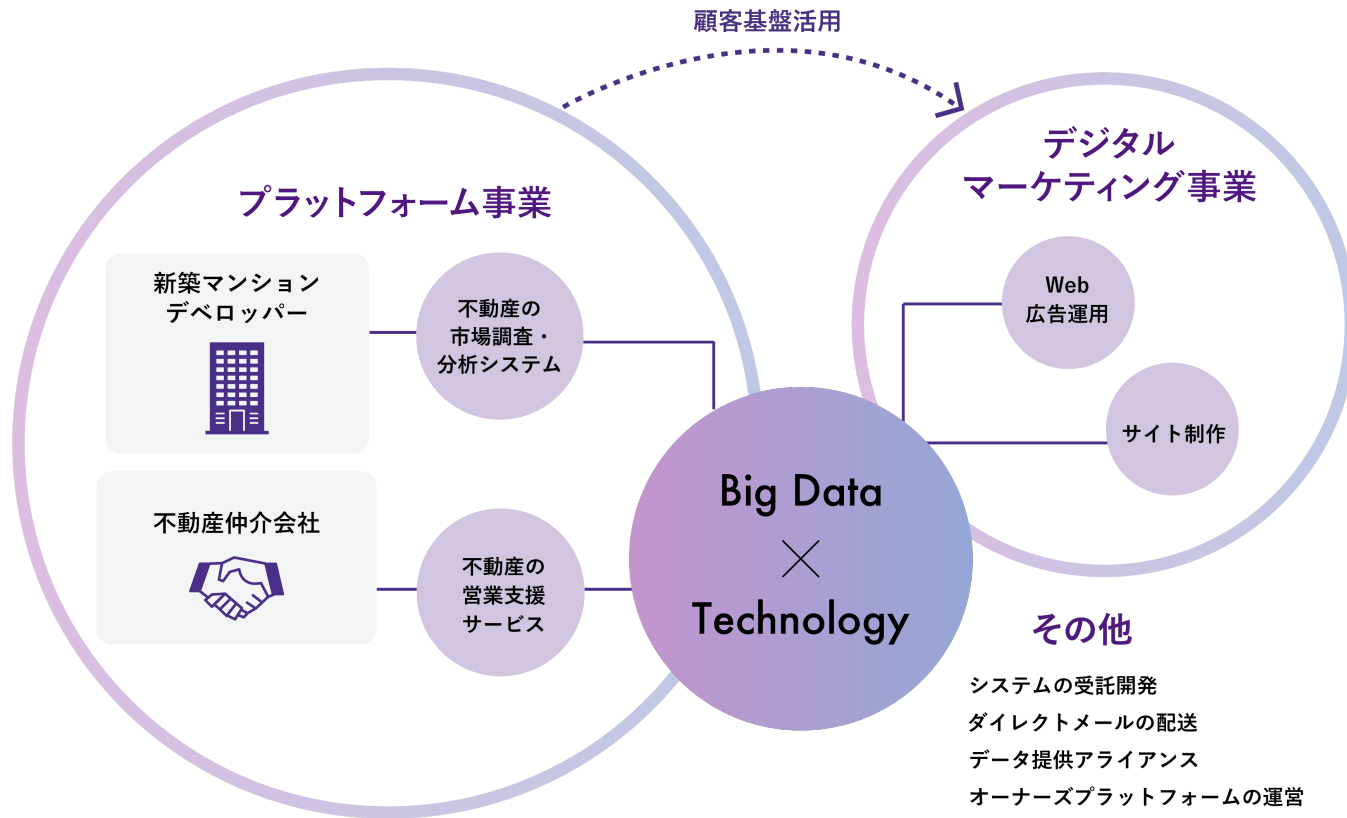 顧客基盤活用
プラットフォーム事業
新築マンション
デベロッパー
不動産の
市場調査・
分析システム
不動産仲介会社
不動産の
営業支援
サービス
Big Data
×
Technology
デジタル
マーケティング事業
Web
広告運用
サイト制作
その他
システムの受託開発
ダイレクトメールの配送
データ提供アライアンス
オーナーズプラットフォームの運営